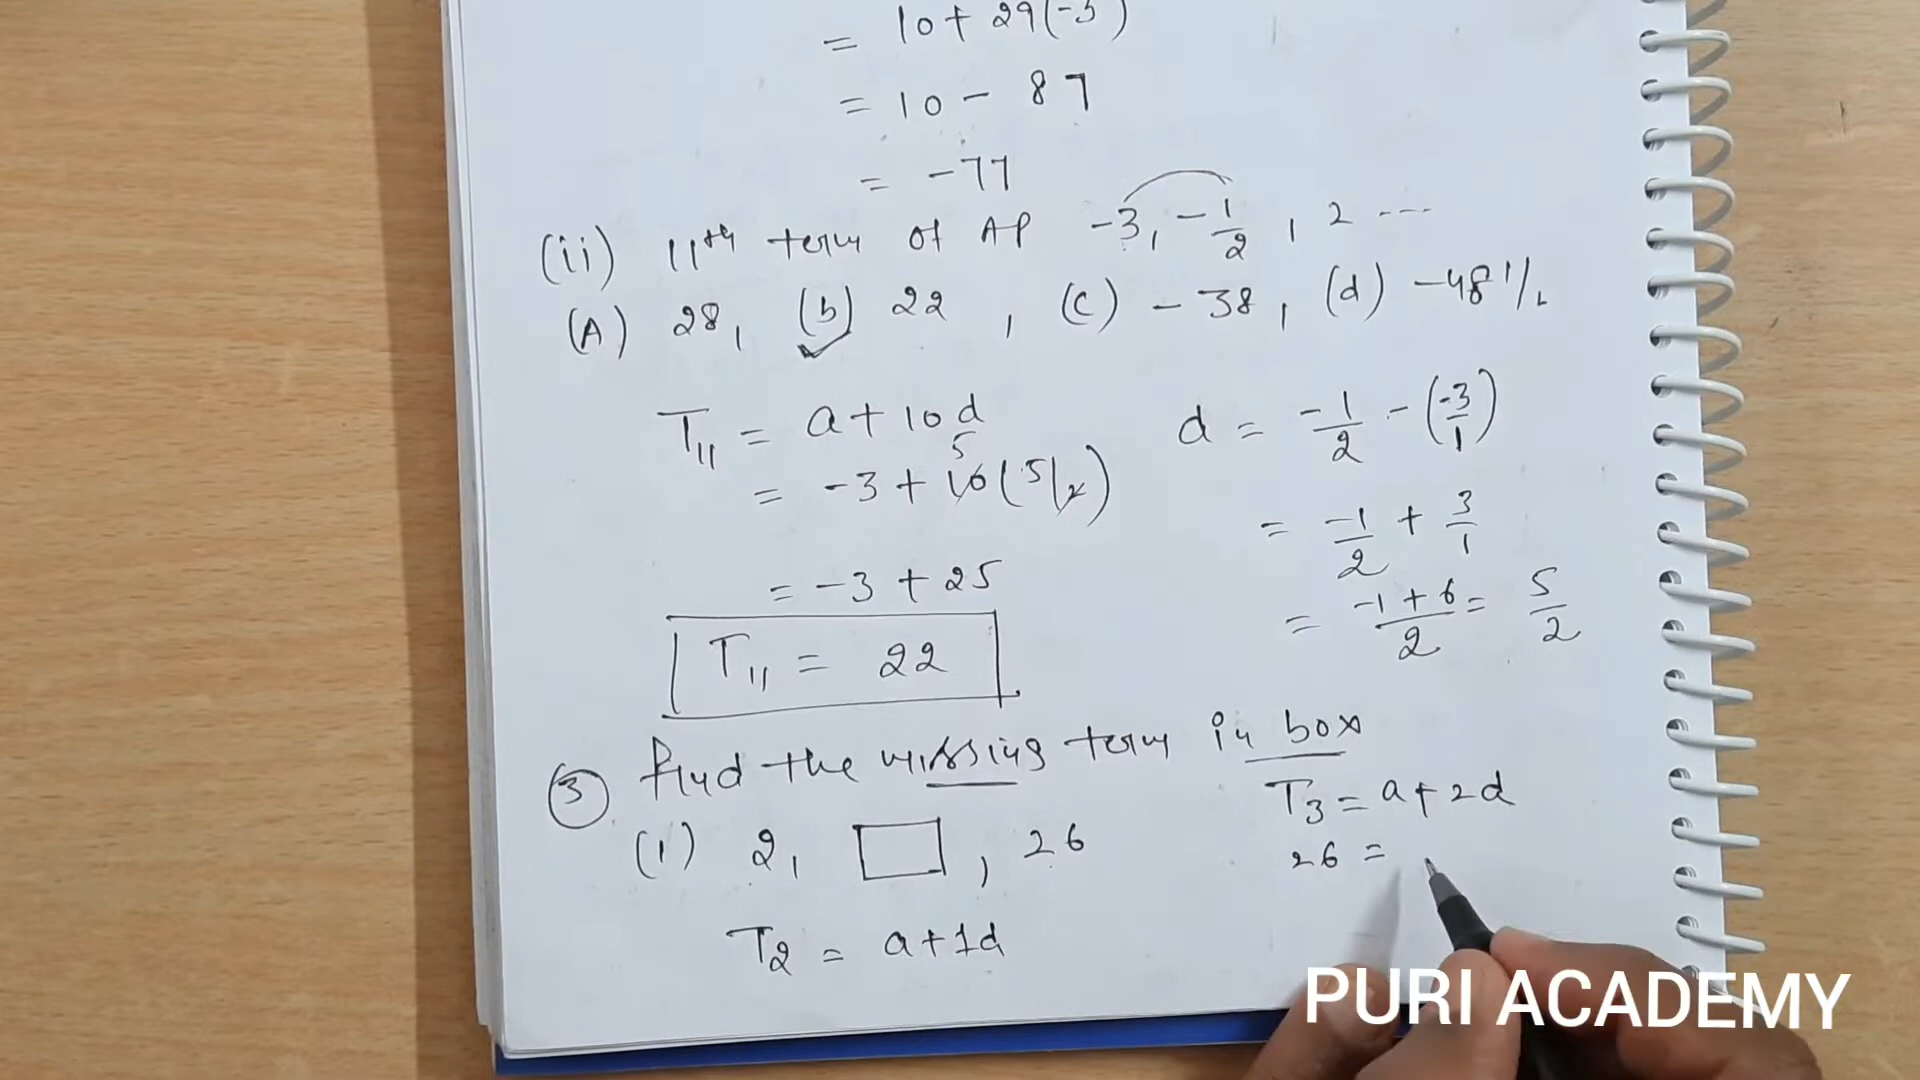 = 10 + 29(-3)
= 10 - 87
= -77
(ii) 11th term of AP -3, -1/2, 2 ---
(A) 28, (b) 22, (C) -38, (d) -48 1/2
T11 = a + 10d
= -3 + 10(5/2)
5
= -3 + 25
T11 = 22
d = -1/2 - (-3/1)
= -1/2 + 3/1
= -1+6/2 = 5/2
(3) Find the missing term in box
(1) 2, □, 26
T2 = a + 1d
T3 = a + 2d
26 =
PURI ACADEMY